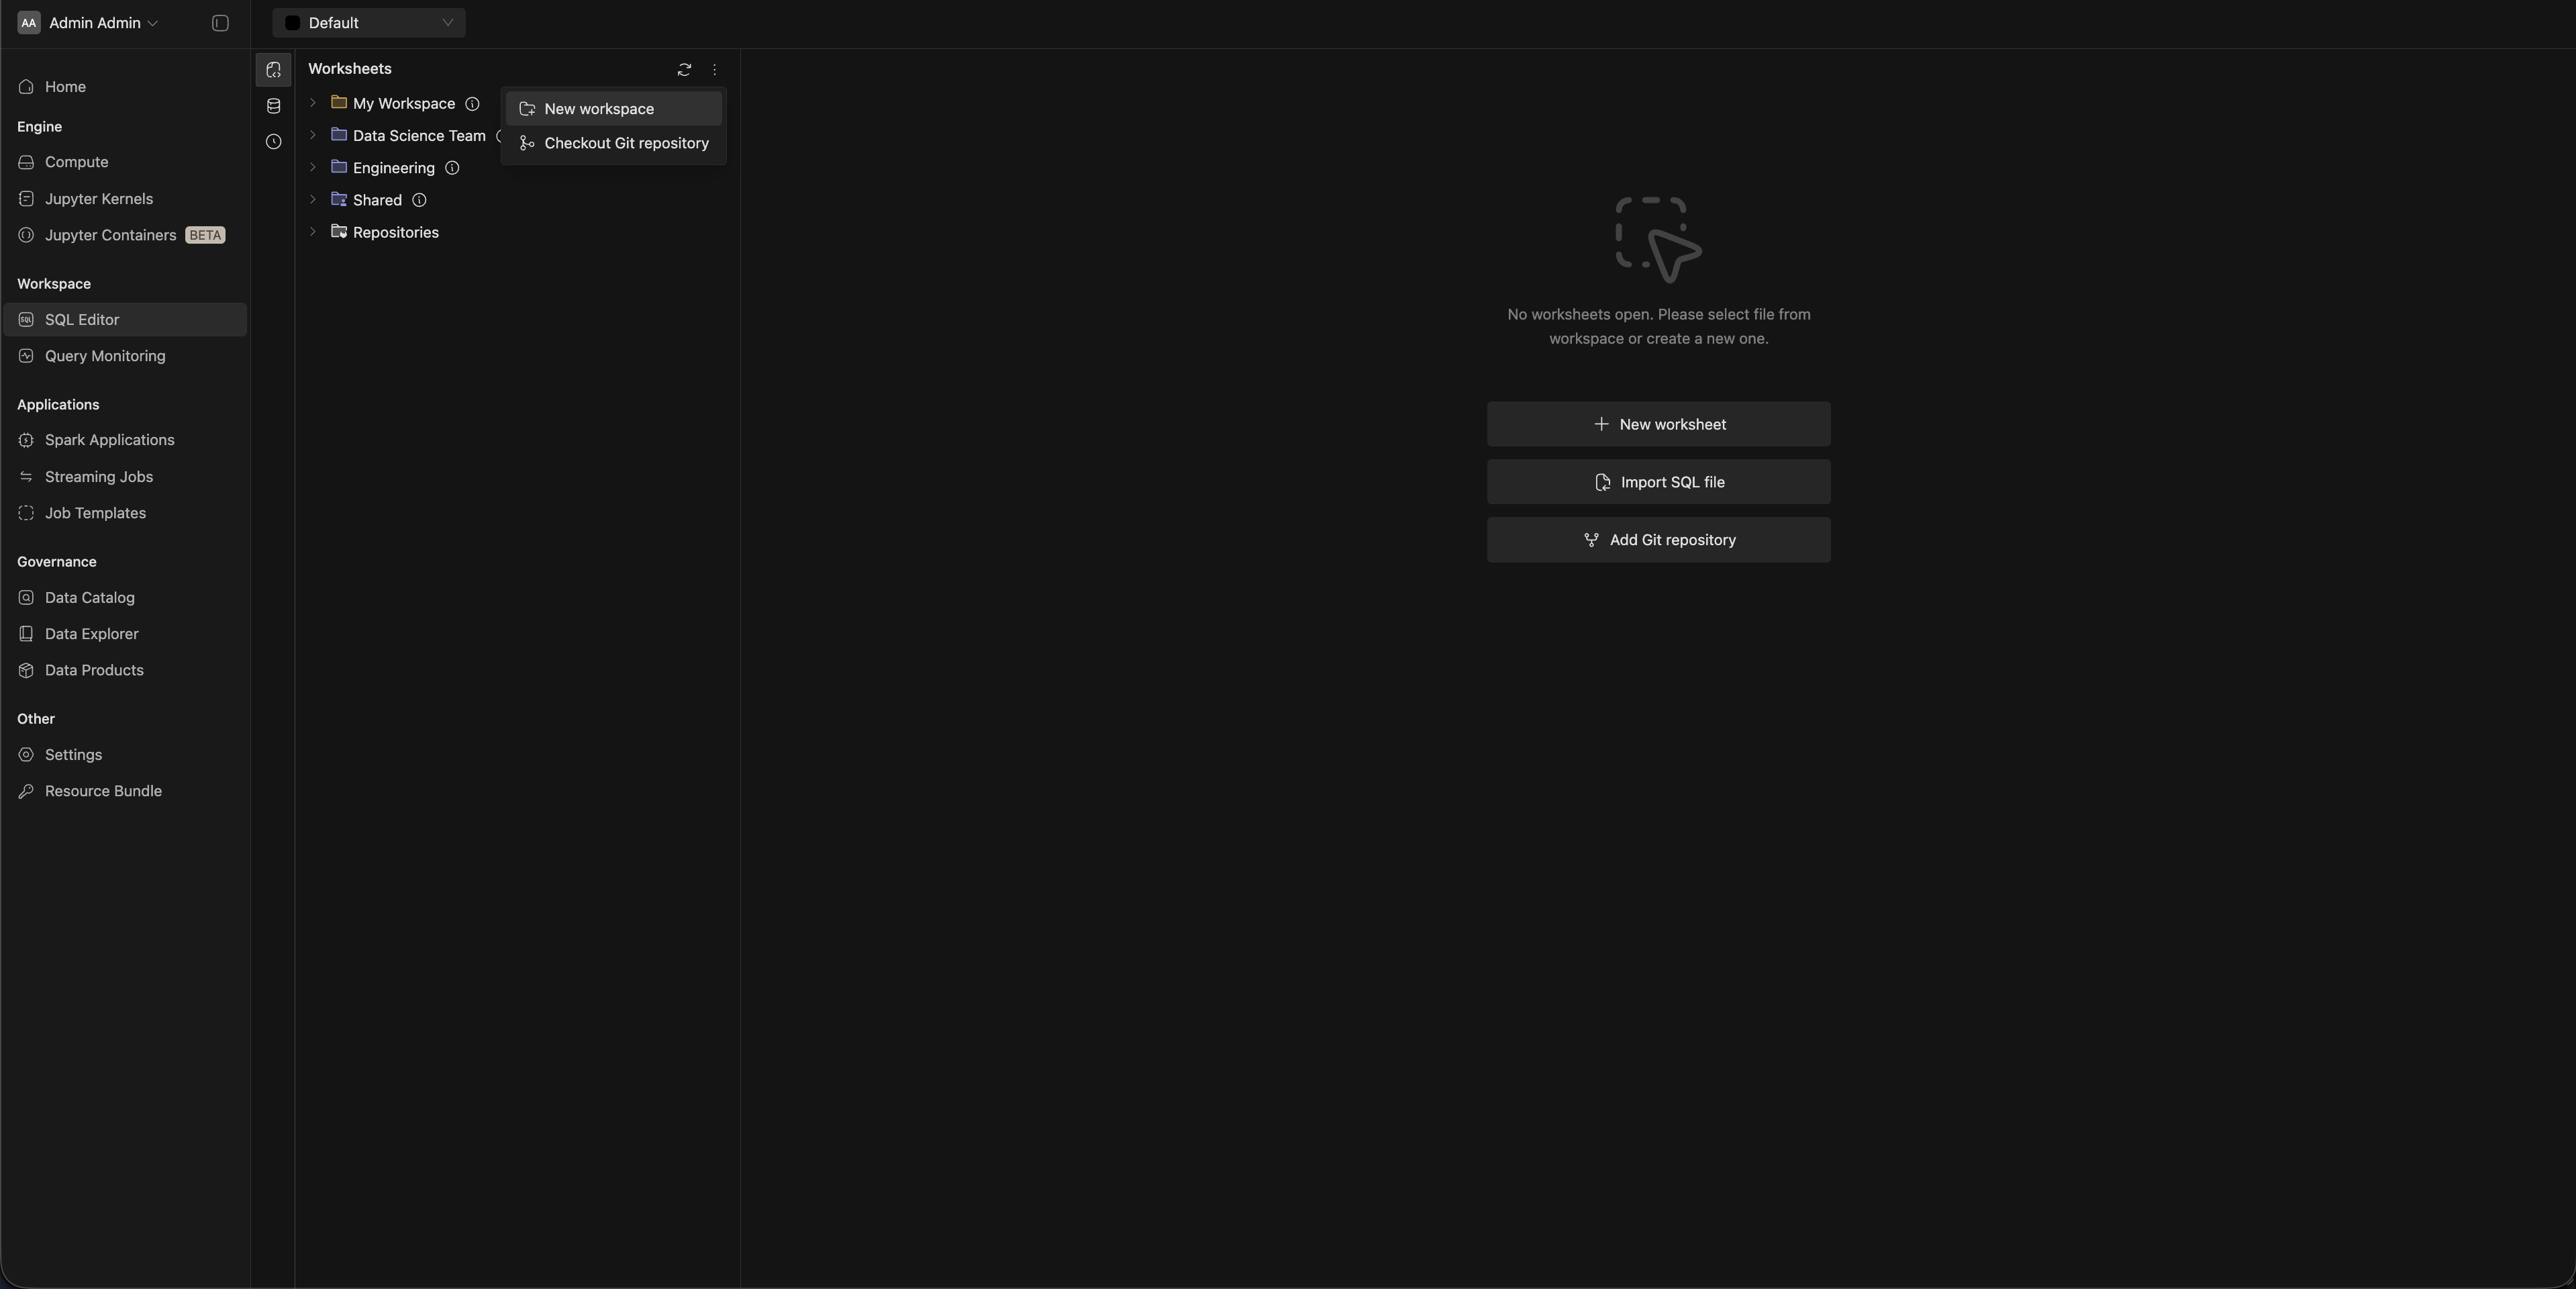 AA Admin Admin
Default
Home
Engine
Compute
Jupyter Kernels
Jupyter Containers BETA
Workspace
SQL SQL Editor
Query Monitoring
Applications
Spark Applications
Streaming Jobs
Job Templates
Governance
Data Catalog
Data Explorer
Data Products
Other
Settings
Resource Bundle
Worksheets
My Workspace
Data Science Team
Engineering
Shared
Repositories
New workspace
Checkout Git repository
No worksheets open. Please select file from
workspace or create a new one.
New worksheet
Import SQL file
Add Git repository